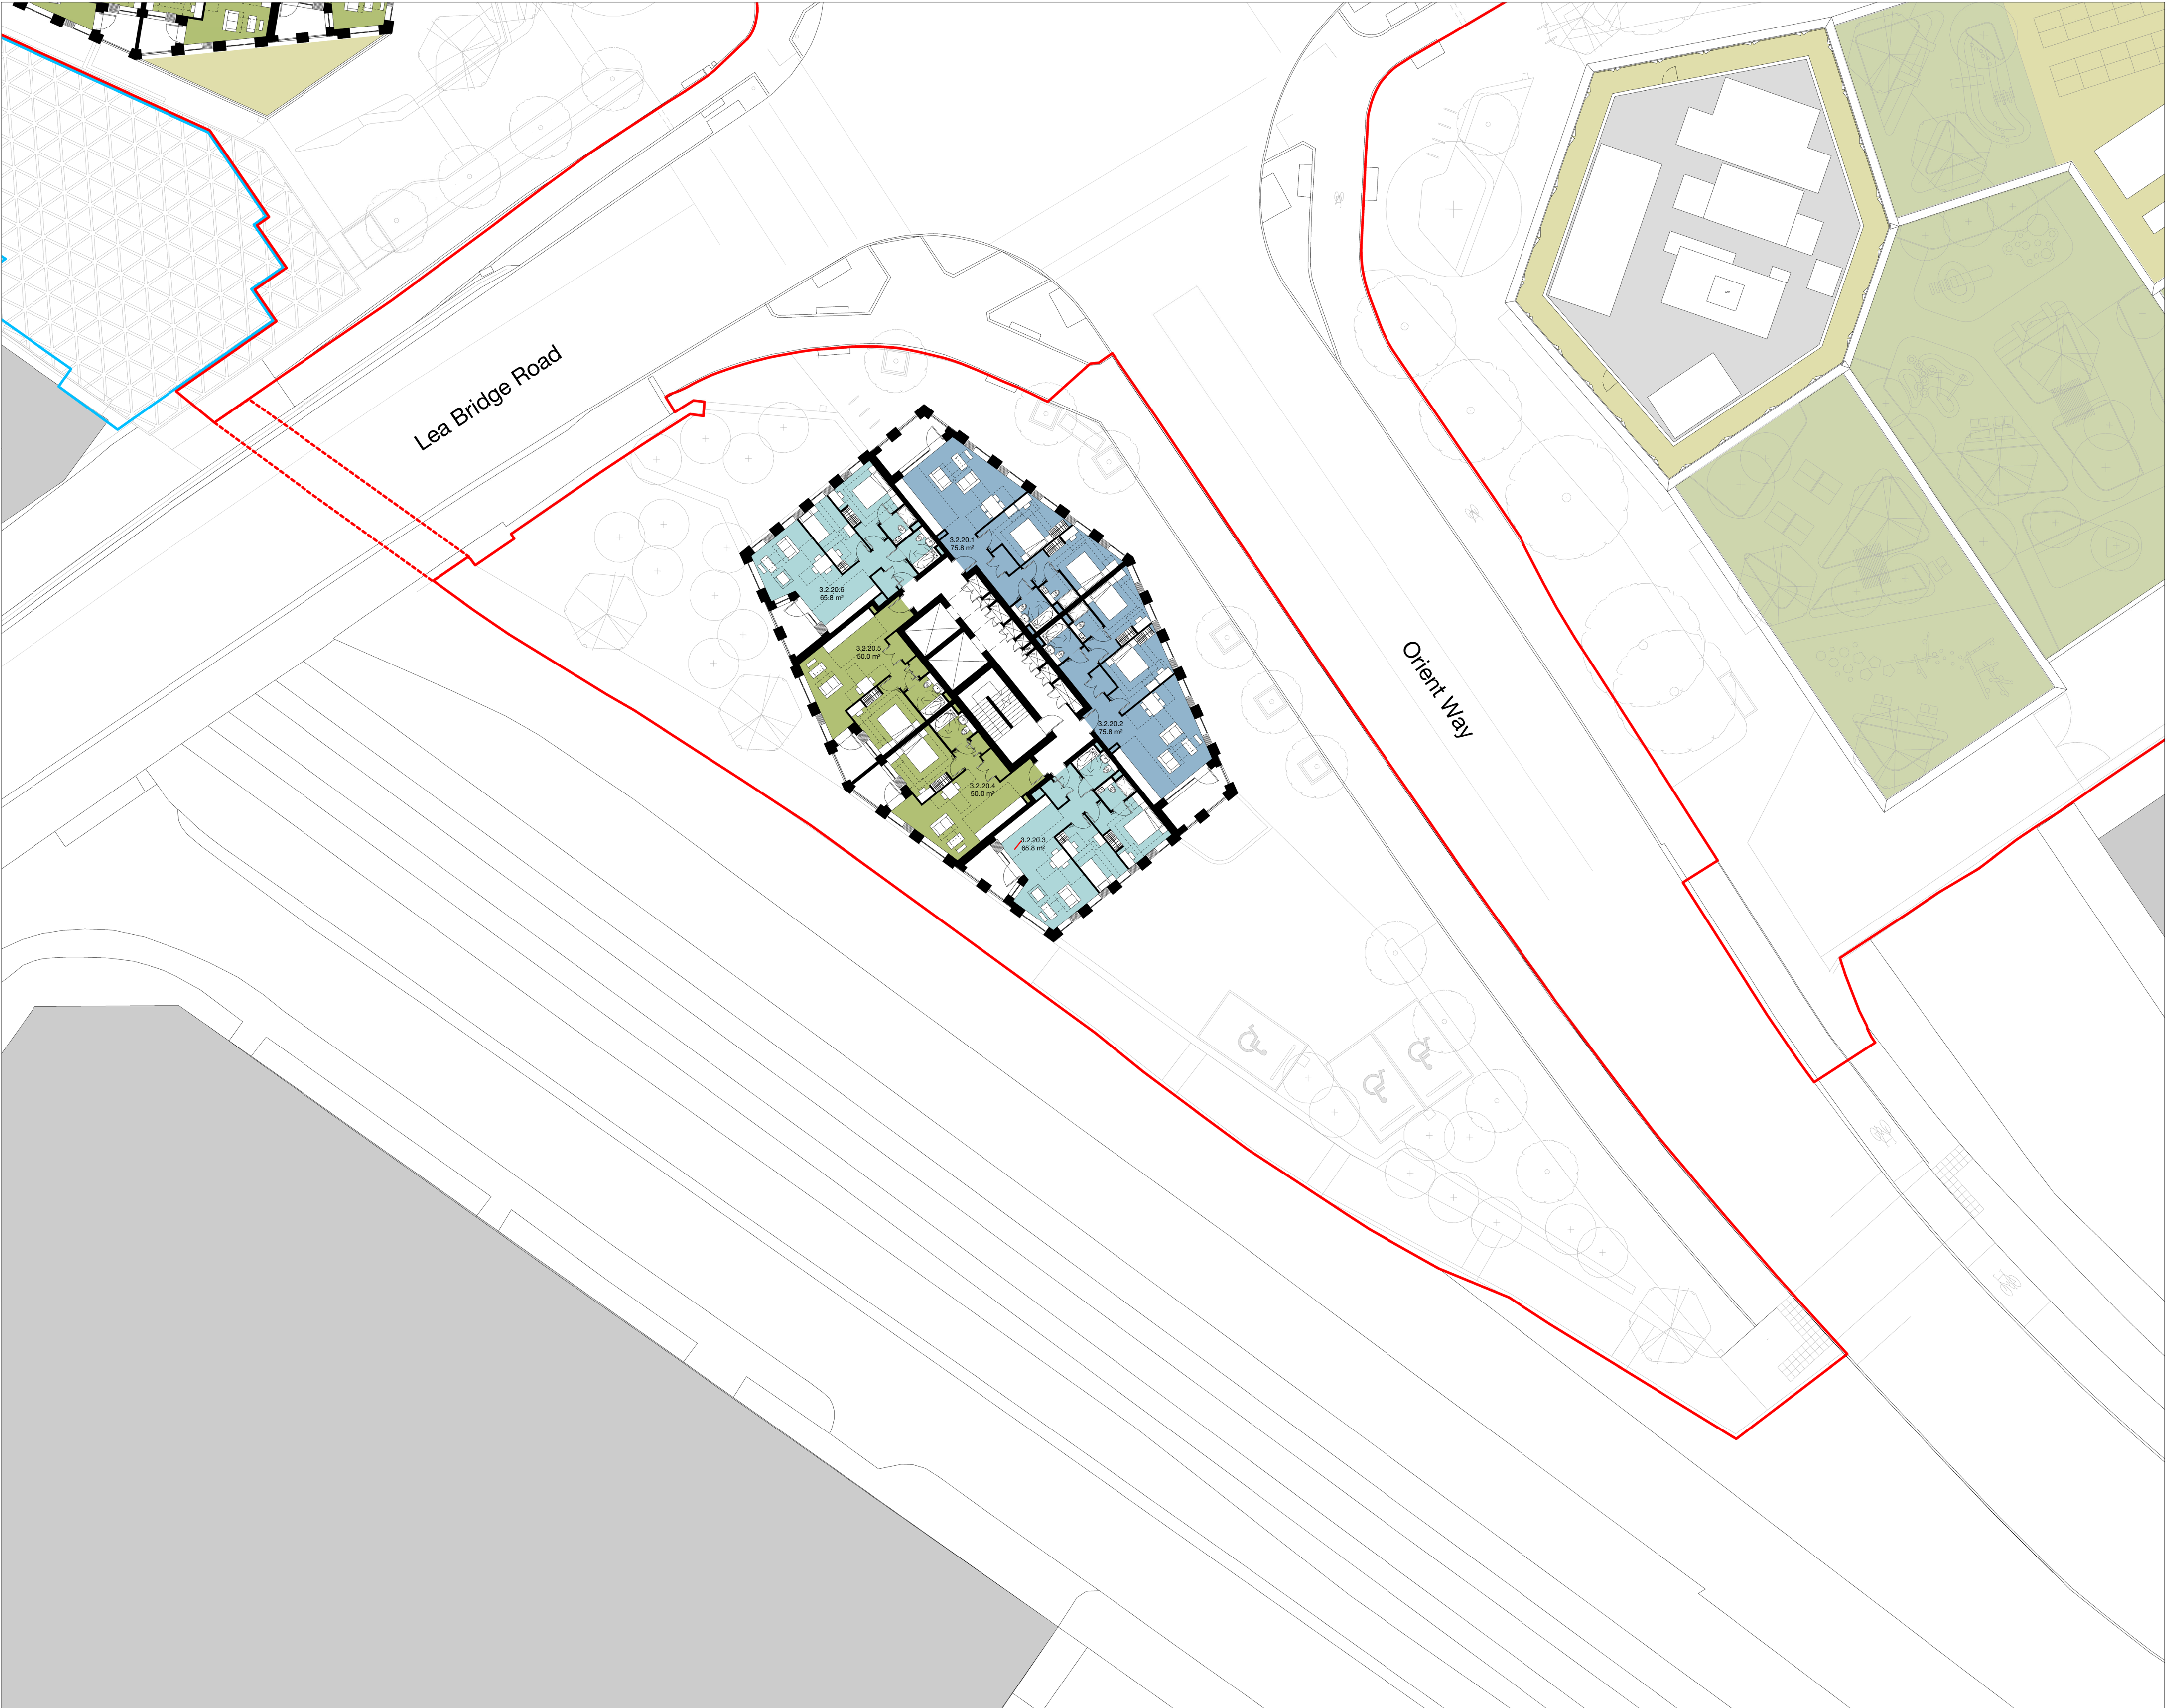 Lea Bridge Road
3.2.20.1
75.8 m²
3.2.20.6
65.8 m²
3.2.20.5
50.0 m²
Orient Way
3.2.20.2
75.8 m²
3.2.20.4
50.0 m²
3.2.20.3
65.8 m²